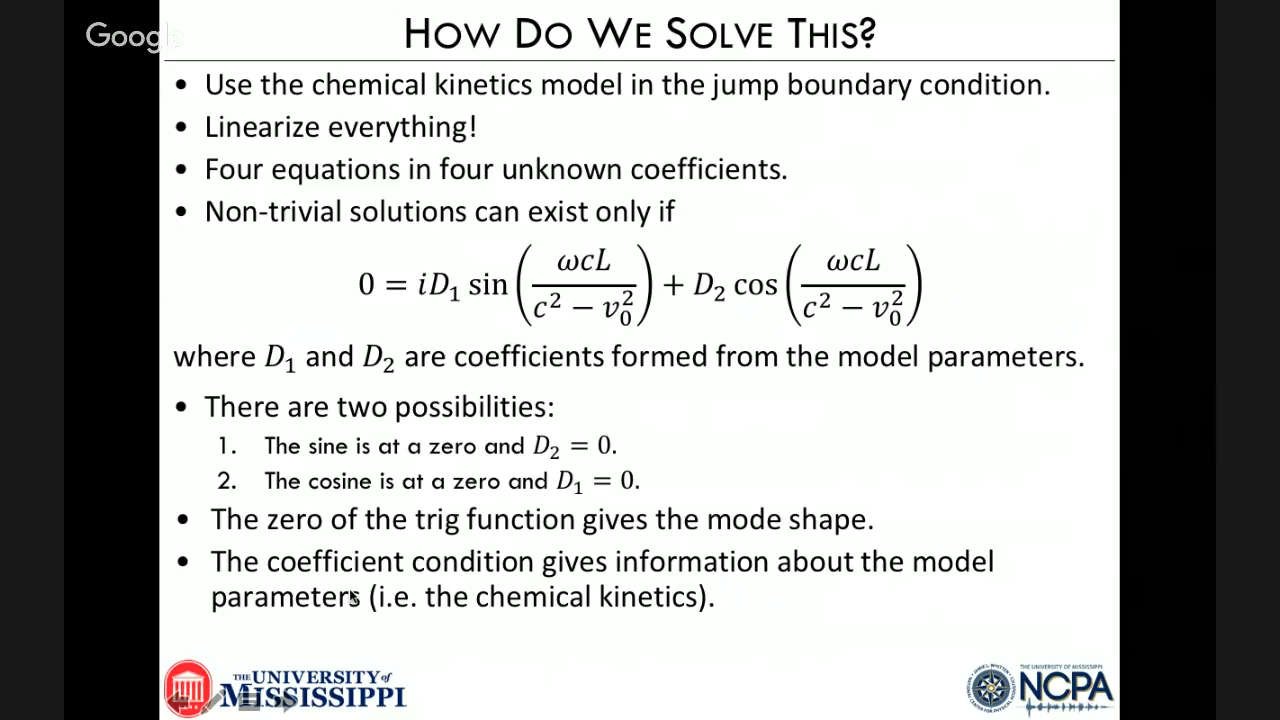 Google
HOW DO WE SOLVE THIS?
• Use the chemical kinetics model in the jump boundary condition.
• Linearize everything!
• Four equations in four unknown coefficients.
• Non-trivial solutions can exist only if
0 = iD₁ sin(ωcL / (c² − v₀²)) + D₂ cos(ωcL / (c² − v₀²))
where D₁ and D₂ are coefficients formed from the model parameters.
• There are two possibilities:
1. The sine is at a zero and D₂ = 0.
2. The cosine is at a zero and D₁ = 0.
• The zero of the trig function gives the mode shape.
• The coefficient condition gives information about the model
parameters (i.e. the chemical kinetics).
THE UNIVERSITY of
MISSISSIPPI
THE UNIVERSITY OF MISSISSIPPI
NCPA